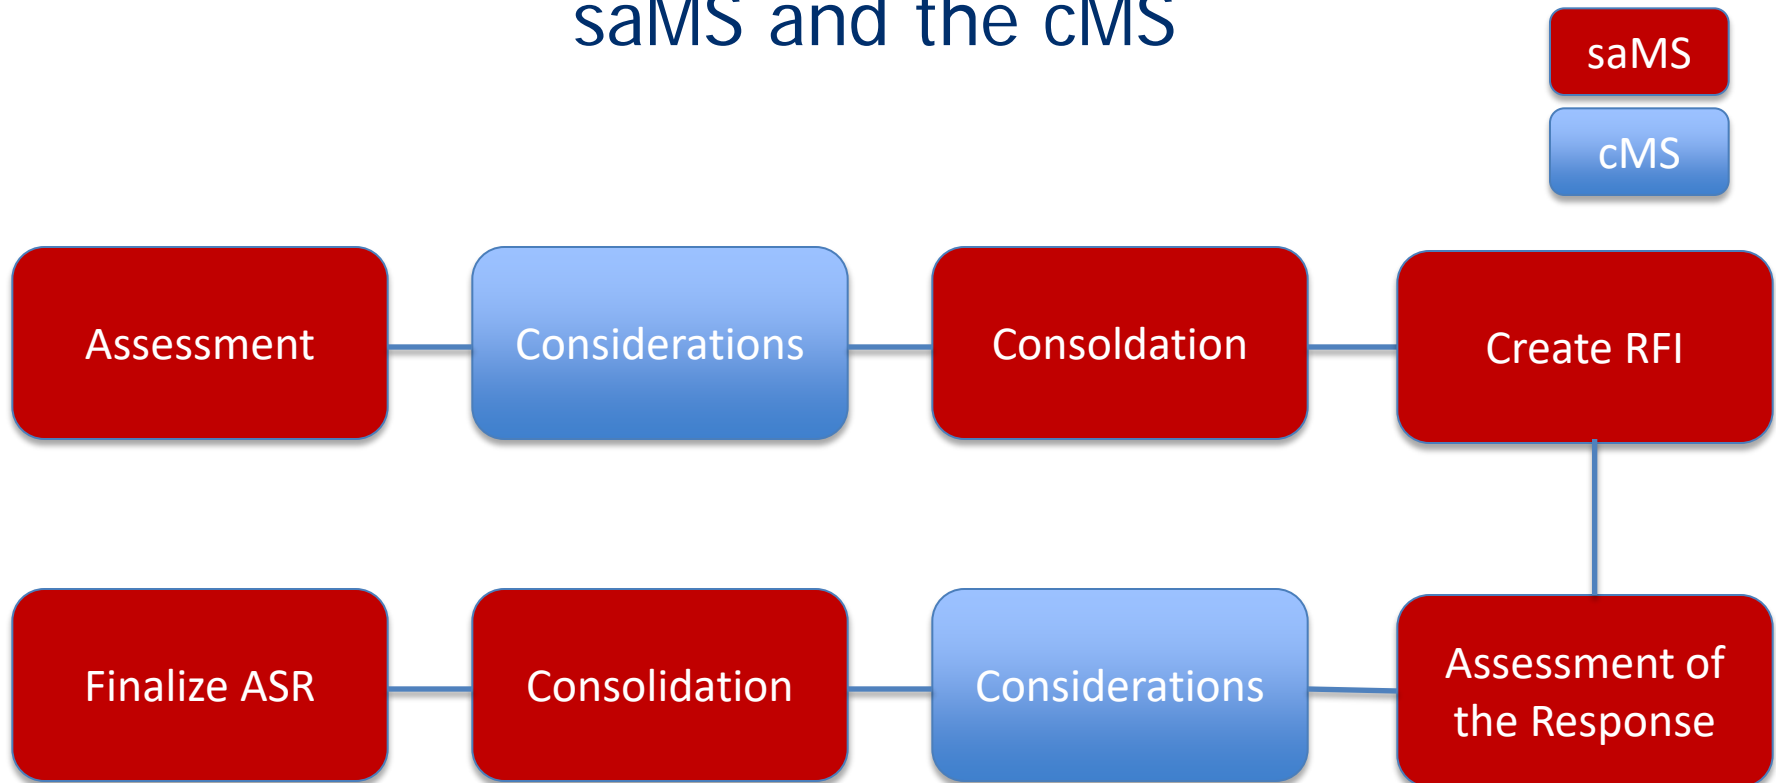 saMS and the cMS
saMS
cMS
Assessment
Considerations
Consoldation
Create RFI
Finalize ASR
Consolidation
Considerations
Assessment of
the Response